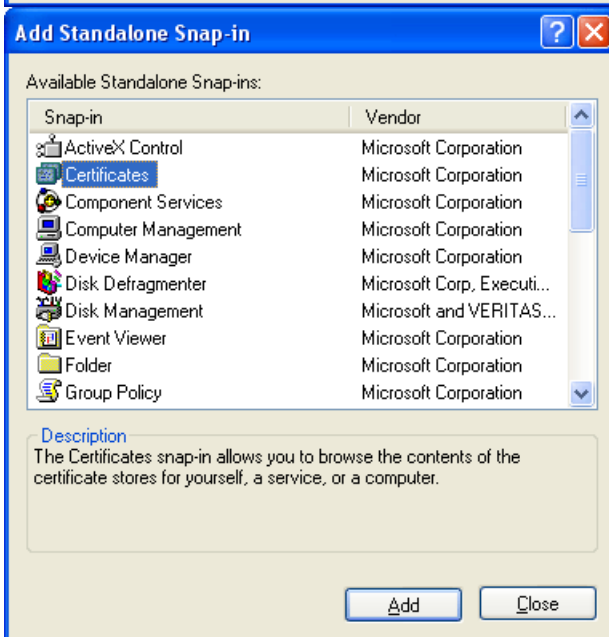 Add Standalone Snap-in
Available Standalone Snap-ins:
Snap-in Vendor
ActiveX Control Microsoft Corporation
Certificates Microsoft Corporation
Component Services Microsoft Corporation
Computer Management Microsoft Corporation
Device Manager Microsoft Corporation
Disk Defragmenter Microsoft Corp, Executi...
Disk Management Microsoft and VERITAS...
Event Viewer Microsoft Corporation
Folder Microsoft Corporation
Group Policy Microsoft Corporation
Description
The Certificates snap-in allows you to browse the contents of the
certificate stores for yourself, a service, or a computer.
Add Close